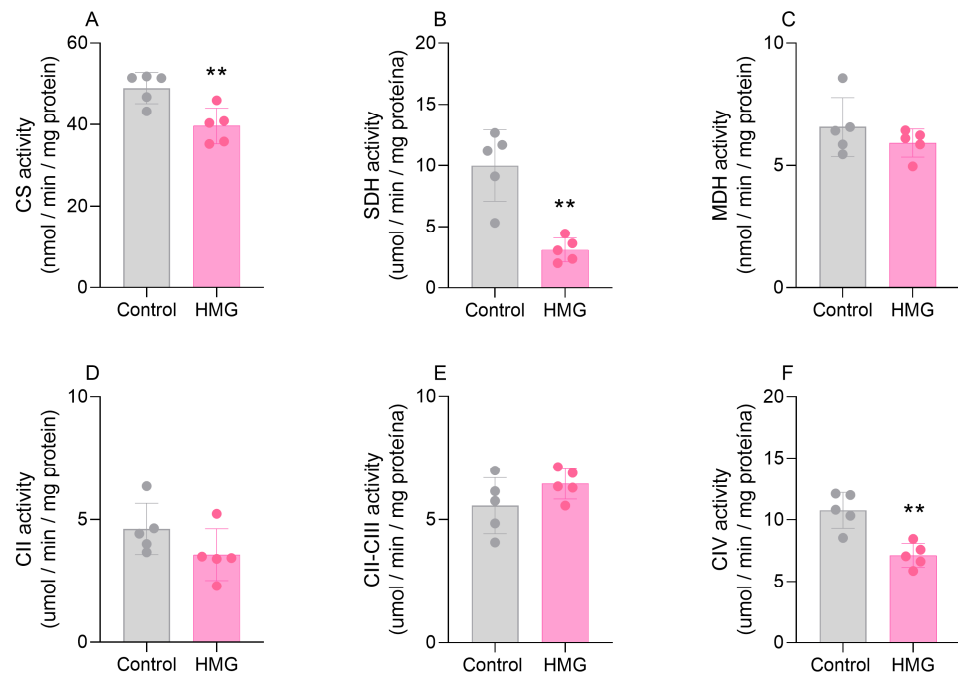 A
CS activity
(nmol / min / mg protein)
60
40
20
0
**
Control
HMG
B
SDH activity
(umol / min / mg proteína)
20
15
10
5
0
**
Control
HMG
C
MDH activity
(nmol / min / mg protein)
10
5
0
Control
HMG
D
CII activity
(umol / min / mg protein)
10
5
0
Control
HMG
E
CII-CIII activity
(umol / min / mg proteína)
10
5
0
Control
HMG
F
CIV activity
(umol / min / mg proteína)
20
15
10
5
0
**
Control
HMG